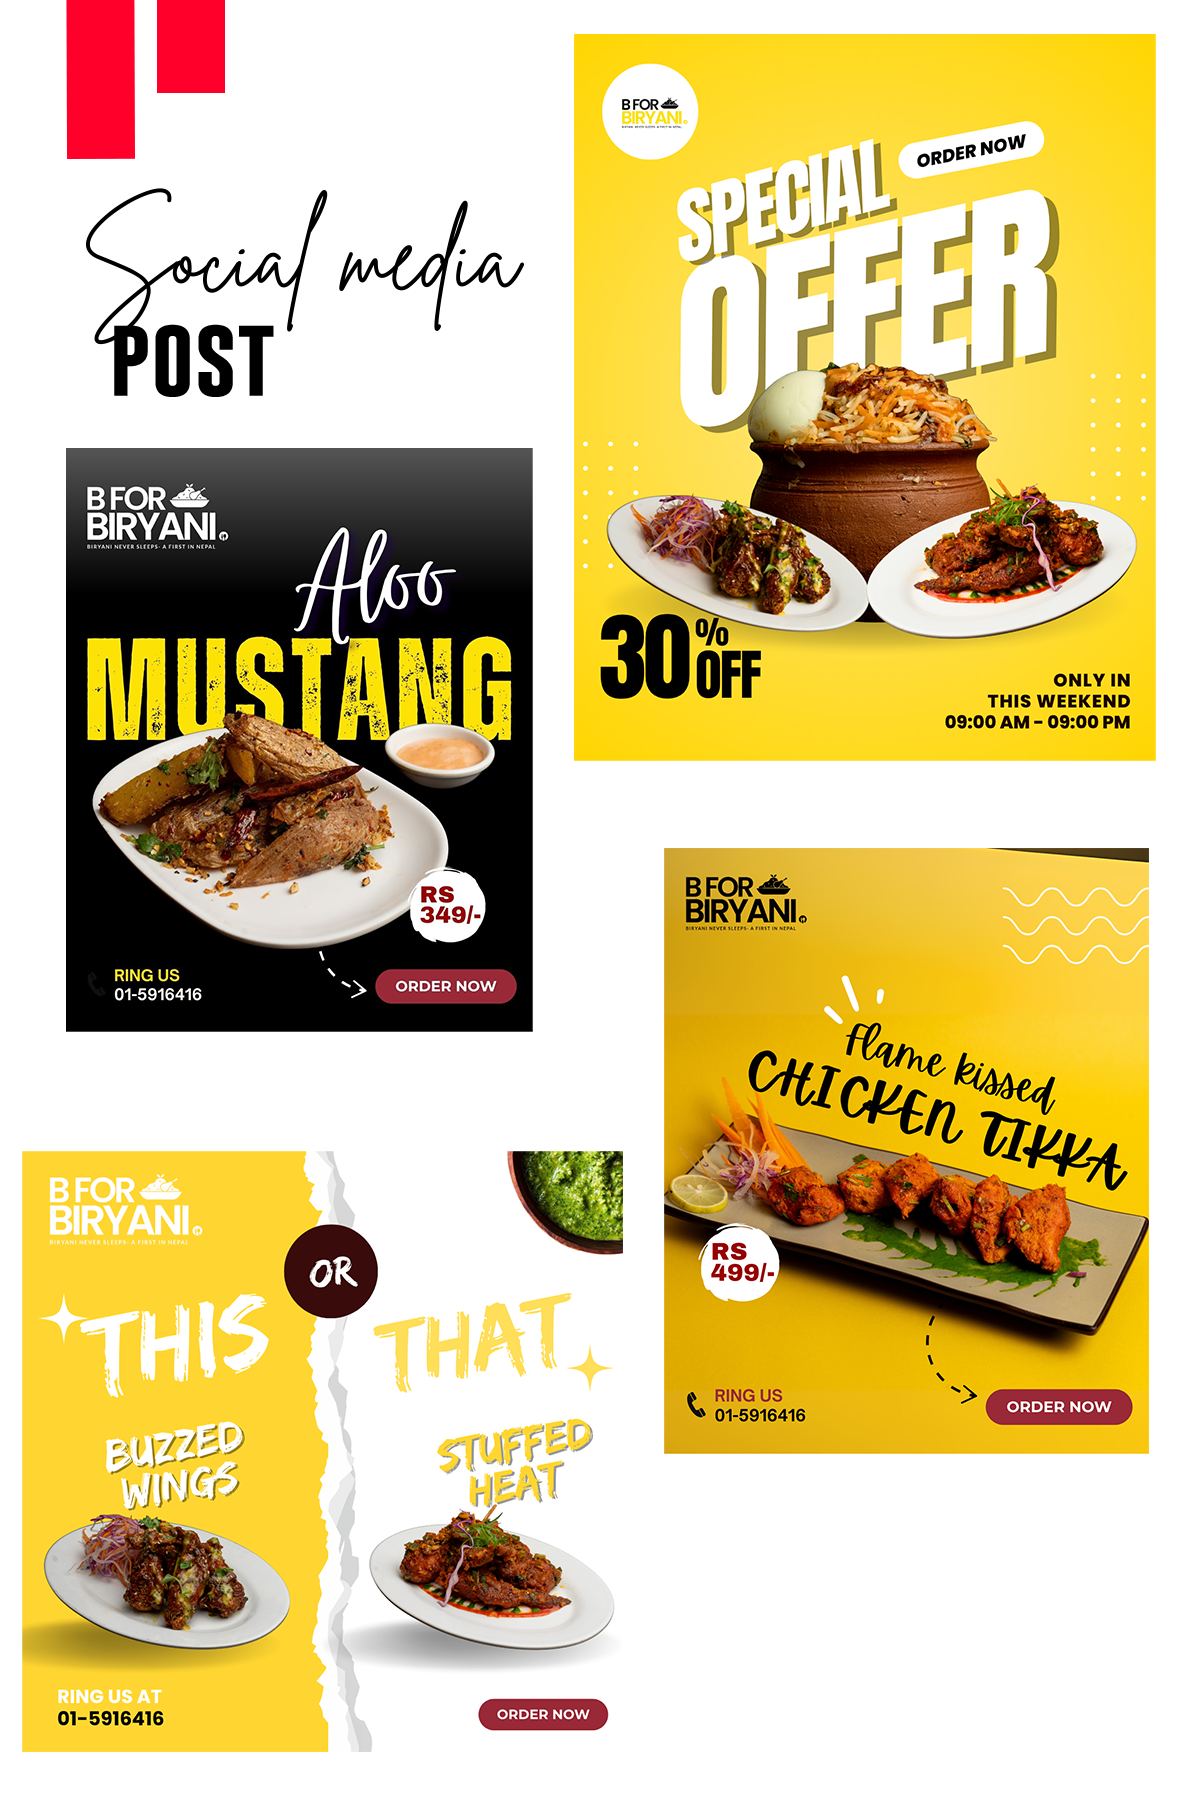 Social media
POST
B FOR
BIRYANI
BIRYANI NEVER SLEEPS- A FIRST IN NEPAL
ORDER NOW
SPECIAL
OFFER
30%
OFF
ONLY IN
THIS WEEKEND
09:00 AM - 09:00 PM
B FOR
BIRYANI
BIRYANI NEVER SLEEPS- A FIRST IN NEPAL
Aloo
MUSTANG
RS
349/-
RING US
01-5916416
ORDER NOW
B FOR
BIRYANI
BIRYANI NEVER SLEEPS- A FIRST IN NEPAL
Flame kissed
CHICKEN TIKKA
RS
499/-
RING US
01-5916416
ORDER NOW
B FOR
BIRYANI
BIRYANI NEVER SLEEPS- A FIRST IN NEPAL
OR
THIS
THAT
BUZZED
WINGS
STUFFED
HEAT
RING US AT
01-5916416
ORDER NOW